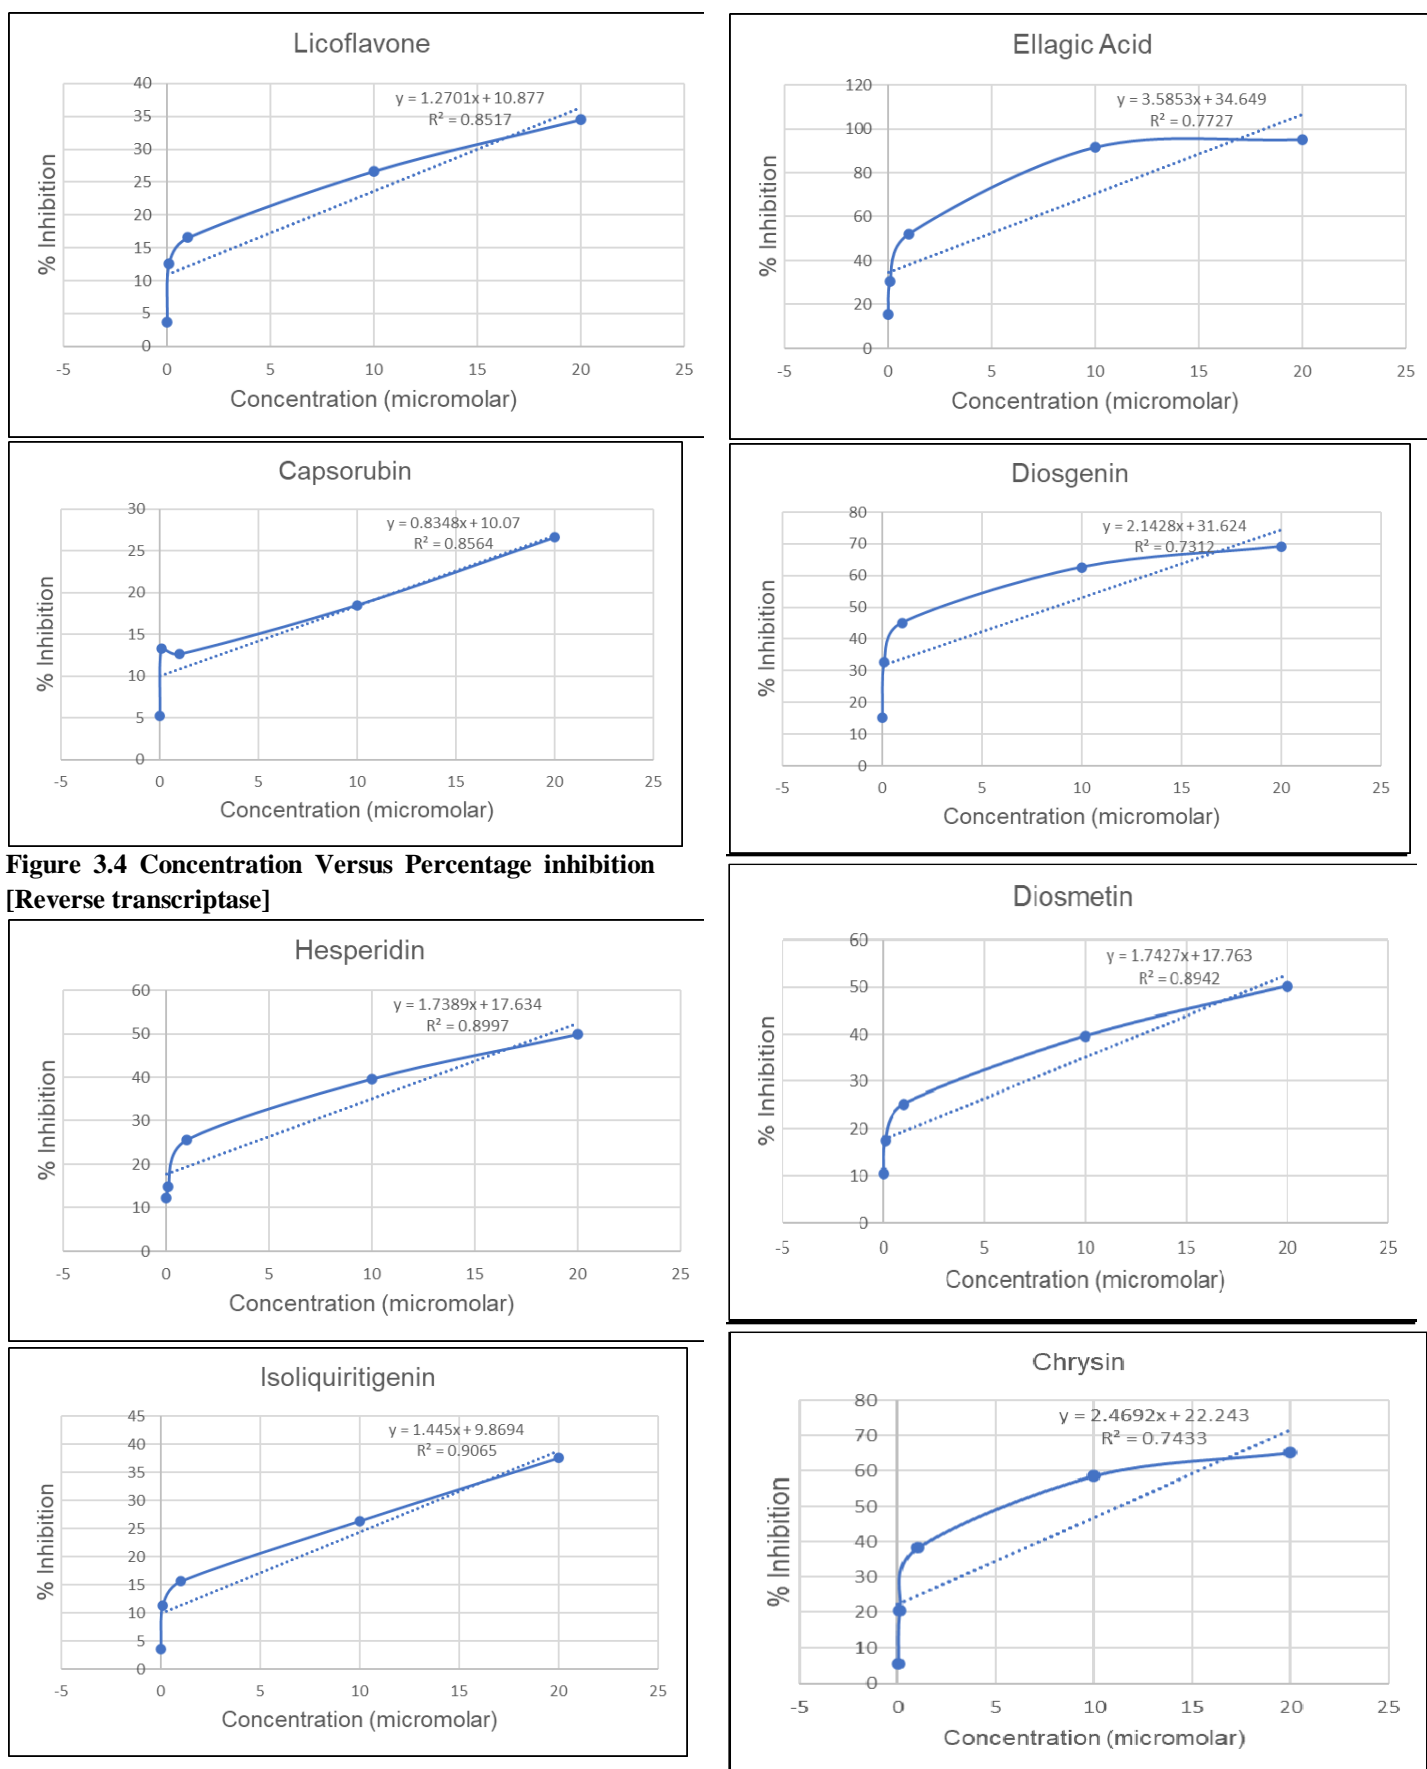 Licoflavone
y = 1.2701x + 10.877
R² = 0.8517
40
35
30
25
20
15
10
5
0
-5 0 5 10 15 20 25
% Inhibition
Concentration (micromolar)
Ellagic Acid
y = 3.5853x + 34.649
R² = 0.7727
120
100
80
60
40
20
0
-5 0 5 10 15 20 25
% Inhibition
Concentration (micromolar)
Capsorubin
y = 0.8348x + 10.07
R² = 0.8564
30
25
20
15
10
5
0
-5 0 5 10 15 20 25
% Inhibition
Concentration (micromolar)
Diosgenin
y = 2.1428x + 31.624
R² = 0.7312
80
70
60
50
40
30
20
10
0
-5 0 5 10 15 20 25
% Inhibition
Concentration (micromolar)
Figure 3.4 Concentration Versus Percentage inhibition
[Reverse transcriptase]
Hesperidin
y = 1.7389x + 17.634
R² = 0.8997
60
50
40
30
20
10
0
-5 0 5 10 15 20 25
% Inhibition
Concentration (micromolar)
Diosmetin
y = 1.7427x + 17.763
R² = 0.8942
60
50
40
30
20
10
0
-5 0 5 10 15 20 25
% Inhibition
Concentration (micromolar)
Isoliquiritigenin
y = 1.445x + 9.8694
R² = 0.9065
45
40
35
30
25
20
15
10
5
0
-5 0 5 10 15 20 25
% Inhibition
Concentration (micromolar)
Chrysin
y = 2.4692x + 22.243
R² = 0.7433
80
70
60
50
40
30
20
10
0
-5 0 5 10 15 20 25
% Inhibition
Concentration (micromolar)